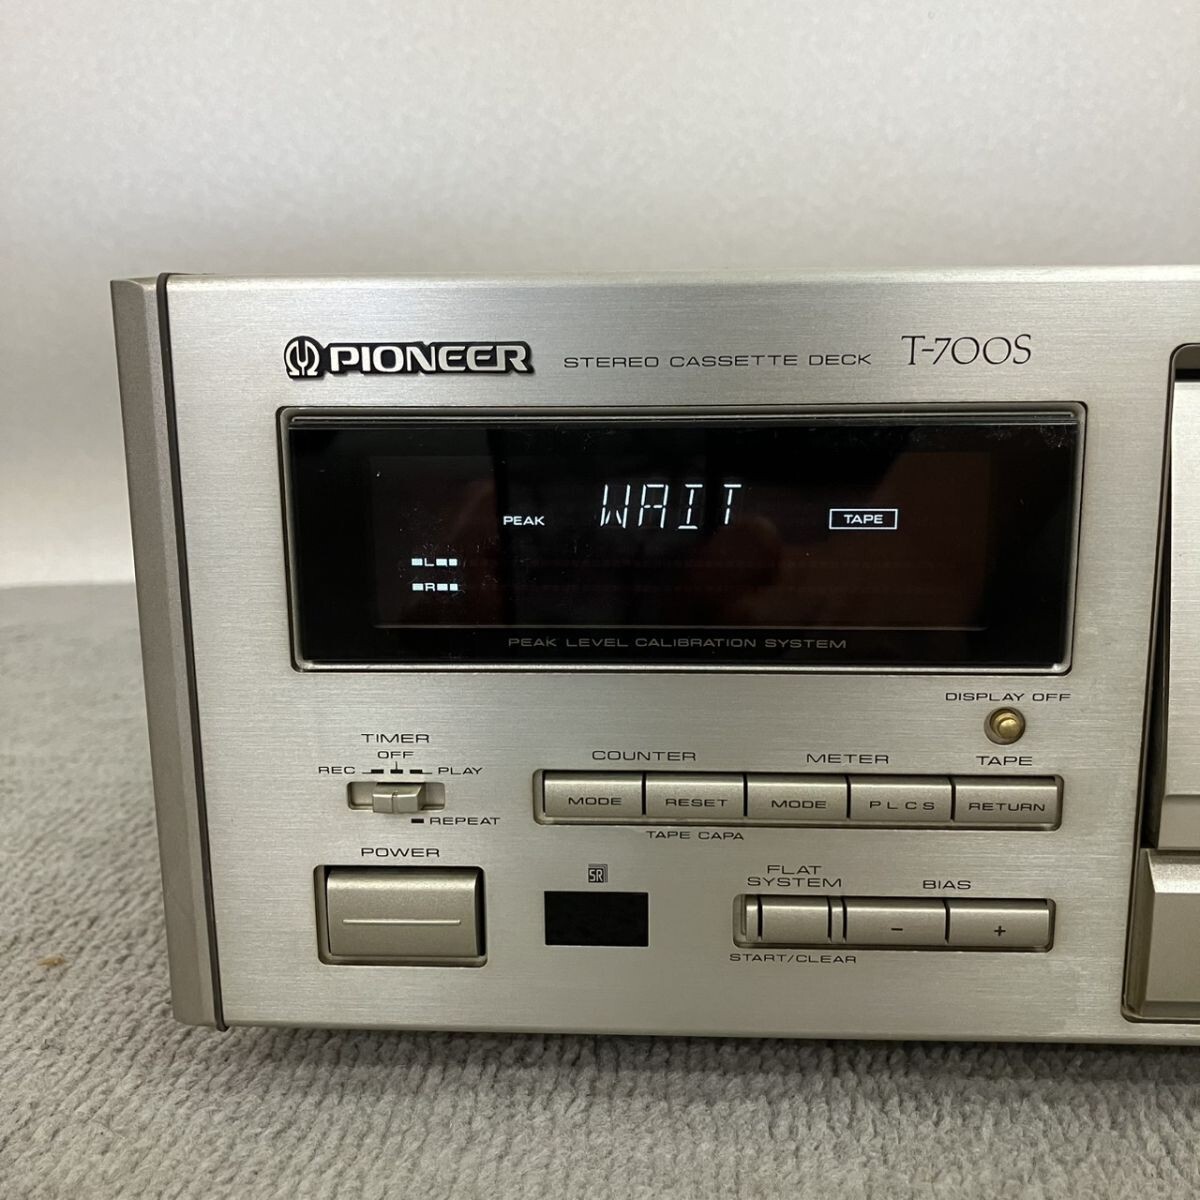 PIONEER STEREO CASSETTE DECK T-700S
PEAK WAIT TAPE
L
R
PEAK LEVEL CALIBRATION SYSTEM
DISPLAY OFF
TIMER
OFF
REC PLAY
REPEAT
COUNTER METER TAPE
MODE RESET MODE PLCS RETURN
TAPE CAPA
POWER
SR
FLAT SYSTEM
BIAS
- +
START/CLEAR